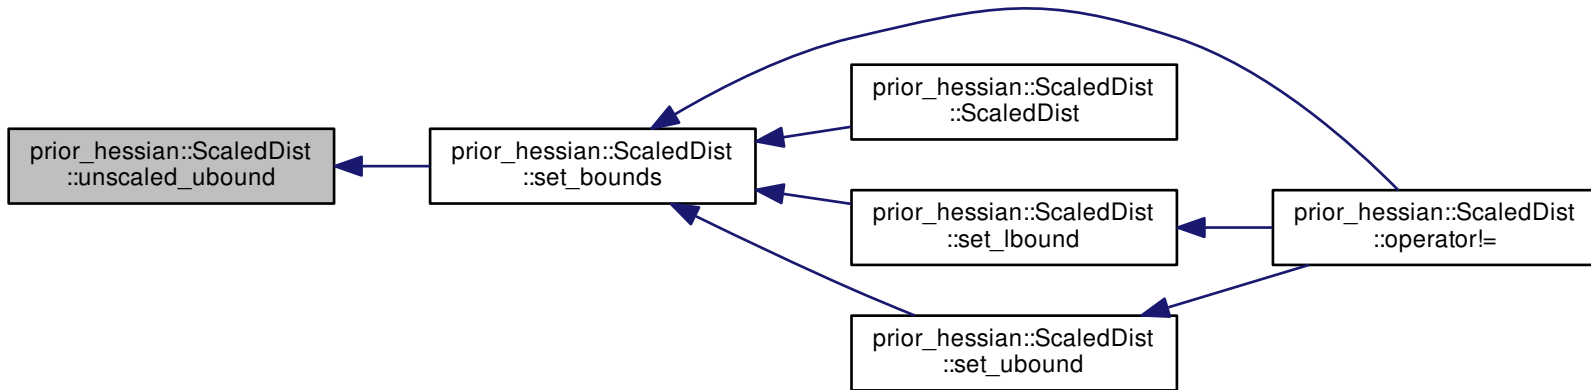 prior_hessian::ScaledDist
::unscaled_ubound
prior_hessian::ScaledDist
::set_bounds
prior_hessian::ScaledDist
::ScaledDist
prior_hessian::ScaledDist
::set_lbound
prior_hessian::ScaledDist
::set_ubound
prior_hessian::ScaledDist
::operator!=